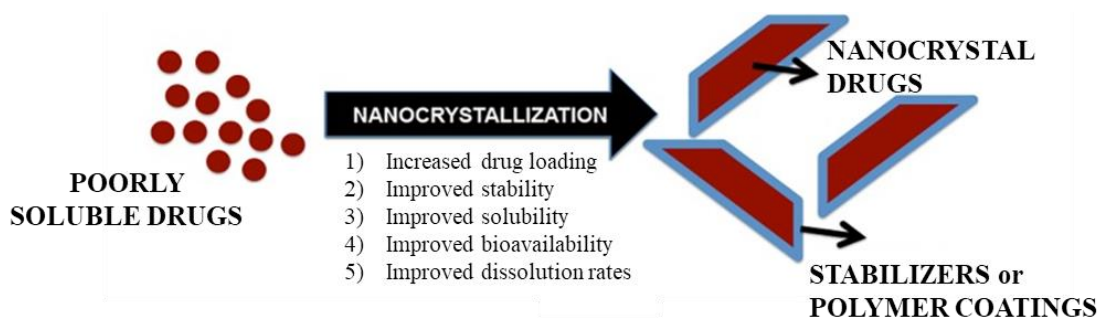 POORLY
SOLUBLE DRUGS
NANOCRYSTALLIZATION
1) Increased drug loading
2) Improved stability
3) Improved solubility
4) Improved bioavailability
5) Improved dissolution rates
NANOCRYSTAL
DRUGS
STABILIZERS or
POLYMER COATINGS